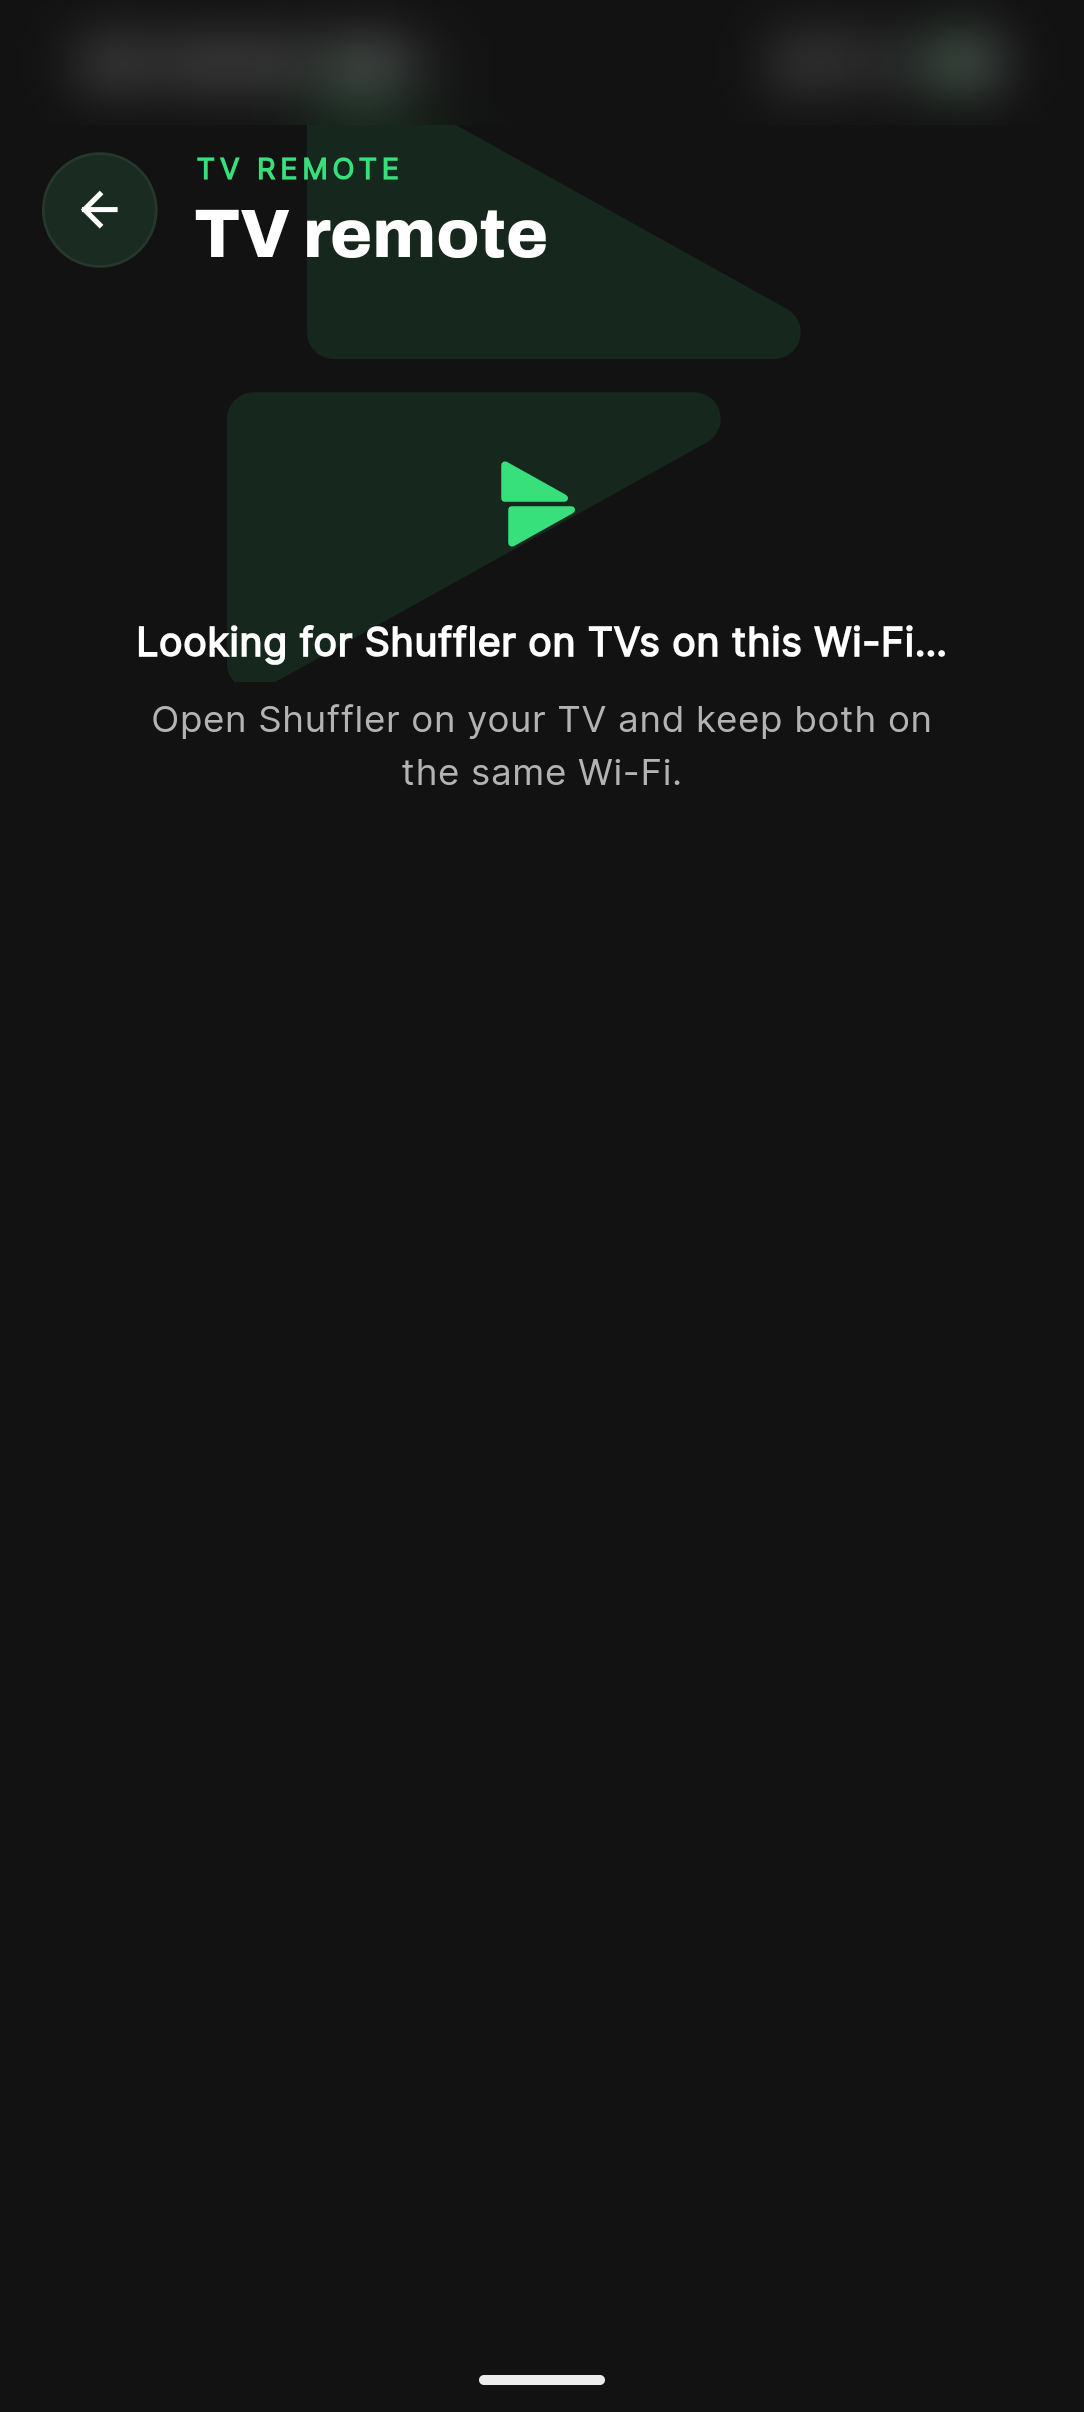 TV REMOTE
TV remote
Looking for Shuffler on TVs on this Wi-Fi...
Open Shuffler on your TV and keep both on
the same Wi-Fi.